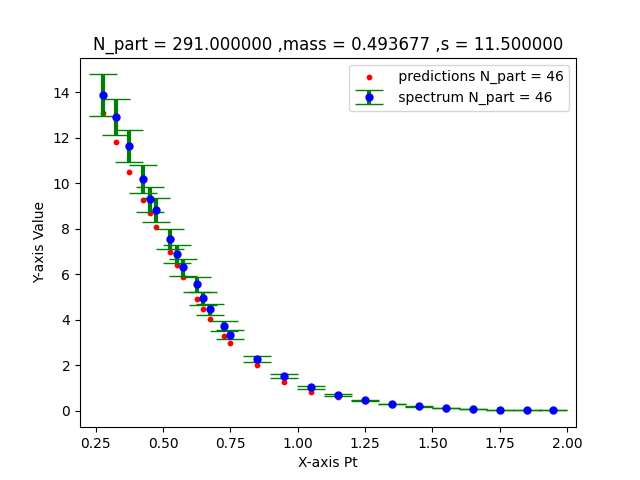 N_part = 291.000000 ,mass = 0.493677 ,s = 11.500000
predictions N_part = 46
spectrum N_part = 46
Y-axis Value
14
12
10
8
6
4
2
0
0.25 0.50 0.75 1.00 1.25 1.50 1.75 2.00
X-axis Pt